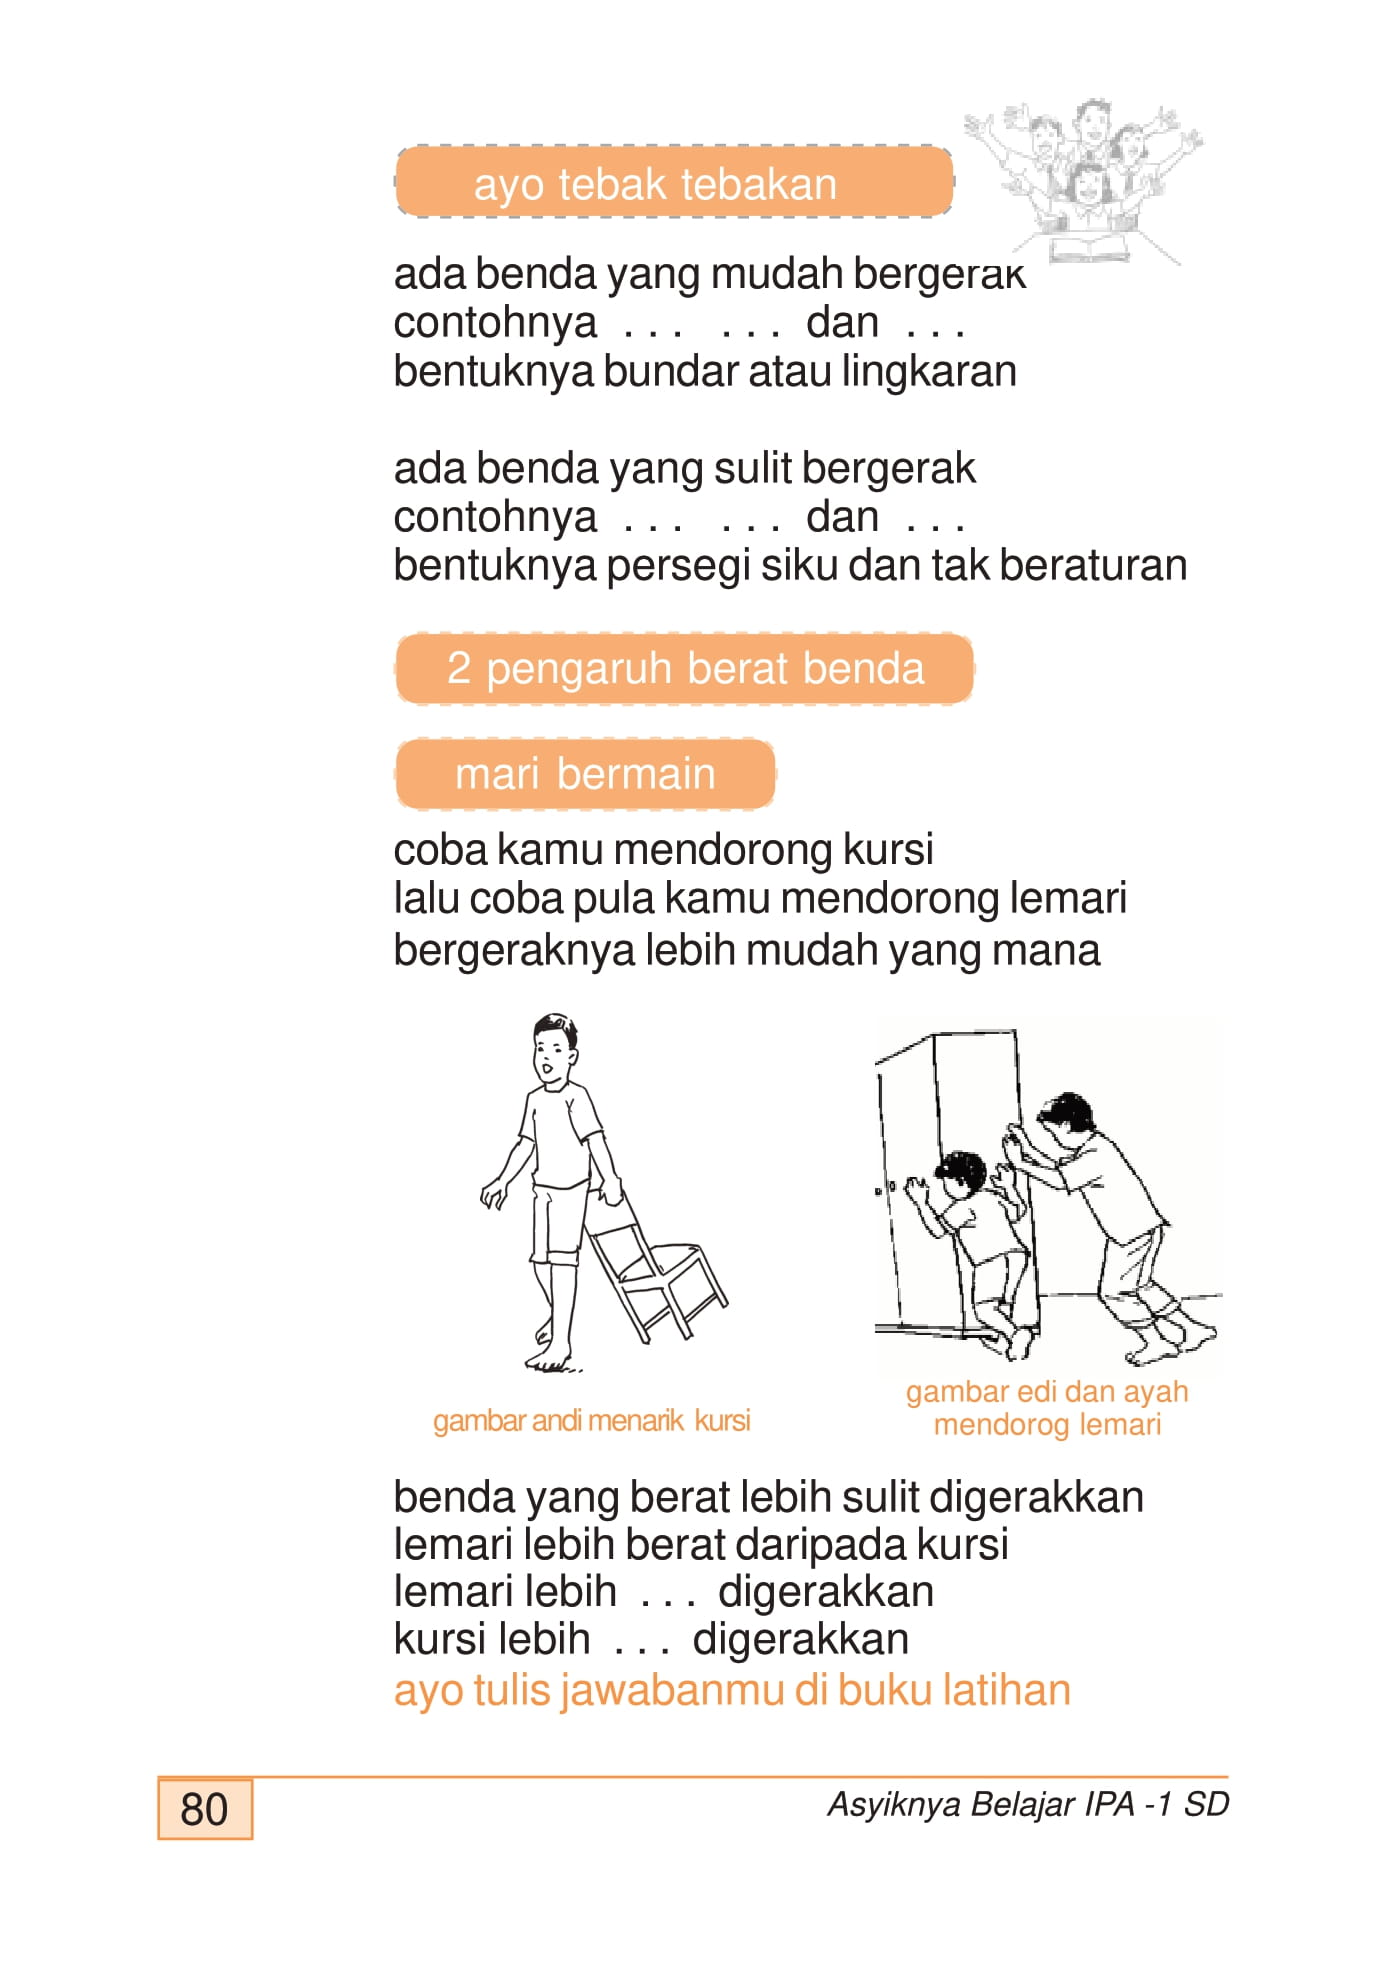 ayo tebak tebakan
ada benda yang mudah bergerak
contohnya . . . . . . dan . . .
bentuknya bundar atau lingkaran
ada benda yang sulit bergerak
contohnya . . . . . . dan . . .
bentuknya persegi siku dan tak beraturan
2 pengaruh berat benda
mari bermain
coba kamu mendorong kursi
lalu coba pula kamu mendorong lemari
bergeraknya lebih mudah yang mana
gambar andi menarik kursi
gambar edi dan ayah
mendorog lemari
benda yang berat lebih sulit digerakkan
lemari lebih berat daripada kursi
lemari lebih . . . digerakkan
kursi lebih . . . digerakkan
ayo tulis jawabanmu di buku latihan
80
Asyiknya Belajar IPA -1 SD